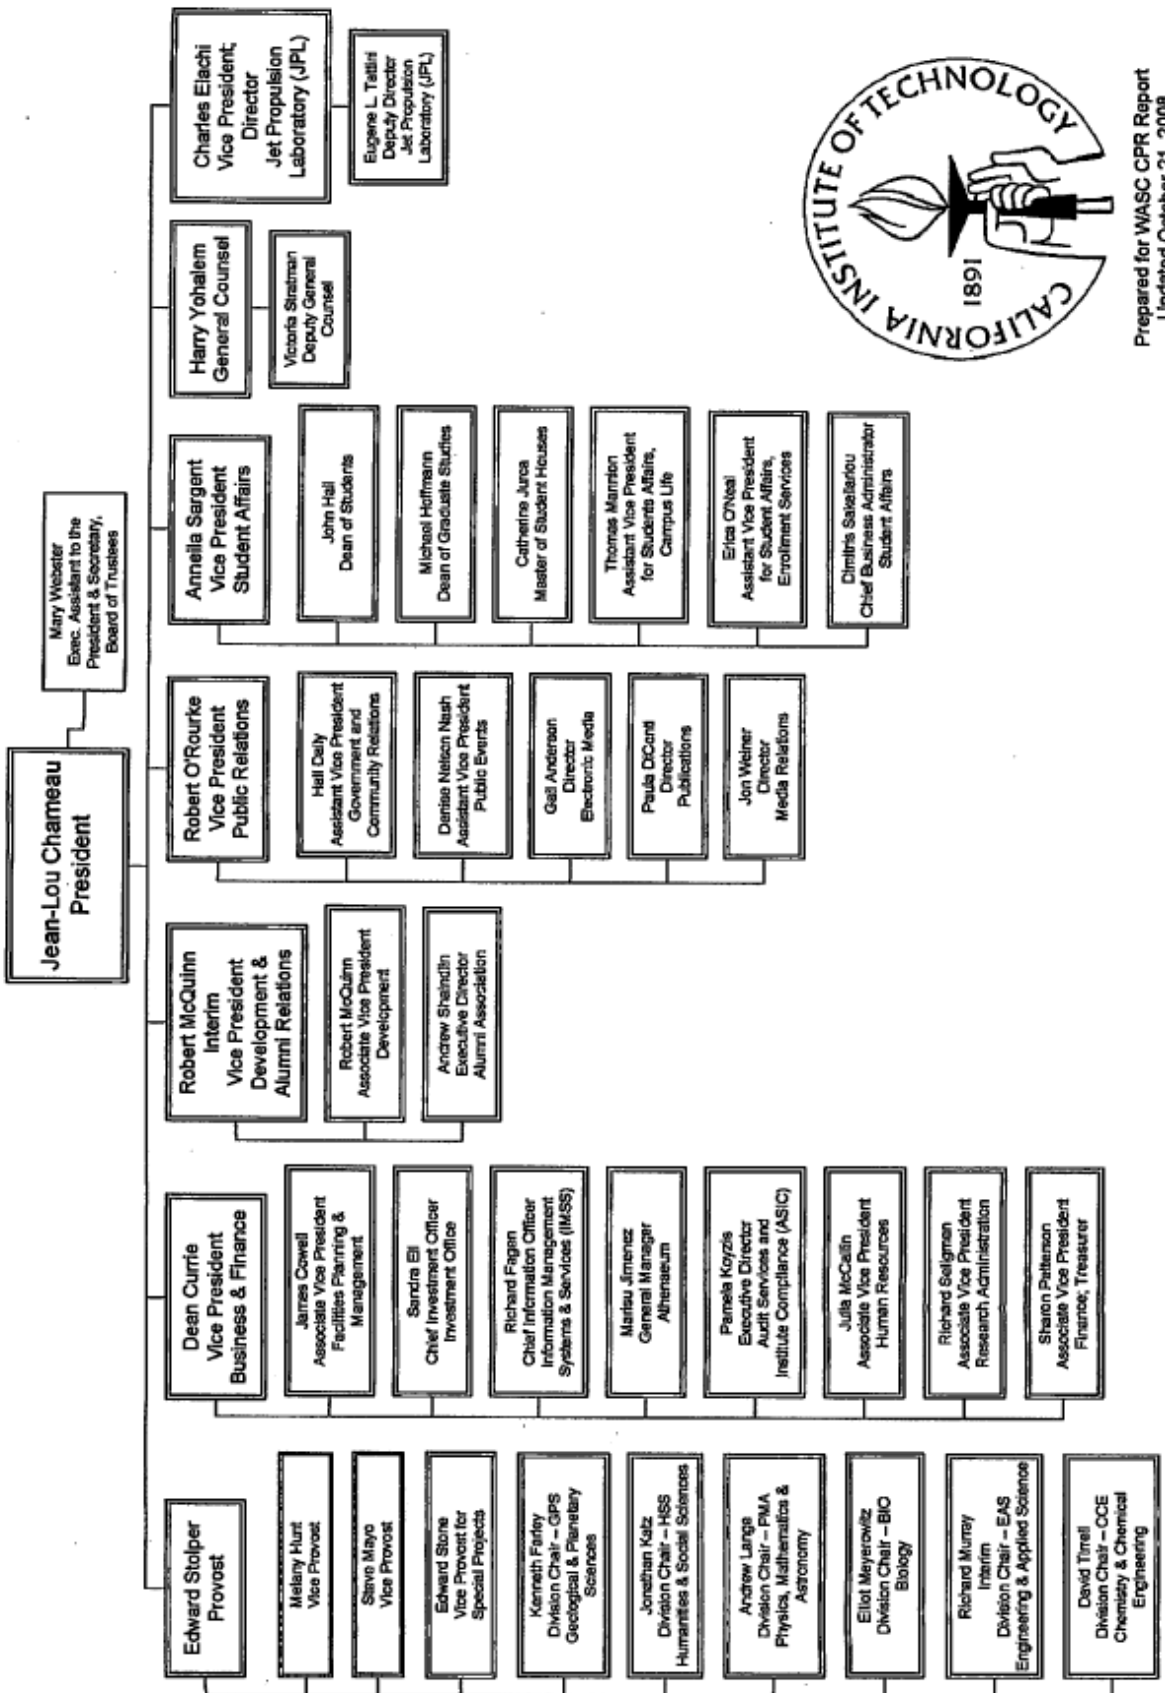 Jean-Lou Chameau
President
Mary Webster
Exec. Assistant to the
President & Secretary,
Board of Trustees
Edward Stolper
Provost
Melany Hunt
Vice Provost
Steve Mayo
Vice Provost
Edward Stone
Vice Provost for
Special Projects
Kenneth Farley
Division Chair – GPS
Geological & Planetary
Sciences
Jonathan Katz
Division Chair – HSS
Humanities & Social Sciences
Andrew Lange
Division Chair – PMA
Physics, Mathematics &
Astronomy
Elliot Meyerowitz
Division Chair – BIO
Biology
Richard Murray
Interim
Division Chair – EAS
Engineering & Applied Science
David Tirrell
Division Chair – CCE
Chemistry & Chemical
Engineering
Dean Currie
Vice President
Business & Finance
James Cowell
Associate Vice President
Facilities Planning &
Management
Sandra Ell
Chief Investment Officer
Investment Office
Richard Fagen
Chief Information Officer
Information Management
Systems & Services (IMSS)
Marisu Jimenez
General Manager
Athenaeum
Pamela Koyzis
Executive Director
Audit Services and
Institute Compliance (ASIC)
Julia McCallin
Associate Vice President
Human Resources
Richard Seligman
Associate Vice President
Research Administration
Sharon Patterson
Associate Vice President
Finance; Treasurer
Robert McQuinn
Interim
Vice President
Development &
Alumni Relations
Robert McQuinn
Associate Vice President
Development
Andrew Shaindlin
Executive Director
Alumni Association
Robert O'Rourke
Vice President
Public Relations
Hall Daily
Assistant Vice President
Government and
Community Relations
Denise Nelson Nash
Assistant Vice President
Public Events
Gail Anderson
Director
Electronic Media
Paula DiConti
Director
Publications
Jon Weiner
Director
Media Relations
Anneila Sargent
Vice President
Student Affairs
John Hall
Dean of Students
Michael Hoffmann
Dean of Graduate Studies
Catherine Jurca
Master of Student Houses
Thomas Mannion
Assistant Vice President
for Students Affairs,
Campus Life
Erica O'Neal
Assistant Vice President
for Student Affairs,
Enrollment Services
Dimitris Sakellariou
Chief Business Administrator
Student Affairs
Harry Yohalem
General Counsel
Victoria Stratman
Deputy General
Counsel
Charles Elachi
Vice President;
Director
Jet Propulsion
Laboratory (JPL)
Eugene L. Tattini
Deputy Director
Jet Propulsion
Laboratory (JPL)
CALIFORNIA INSTITUTE OF TECHNOLOGY
1891
Prepared for WASC CPR Report
Updated October 21, 2008